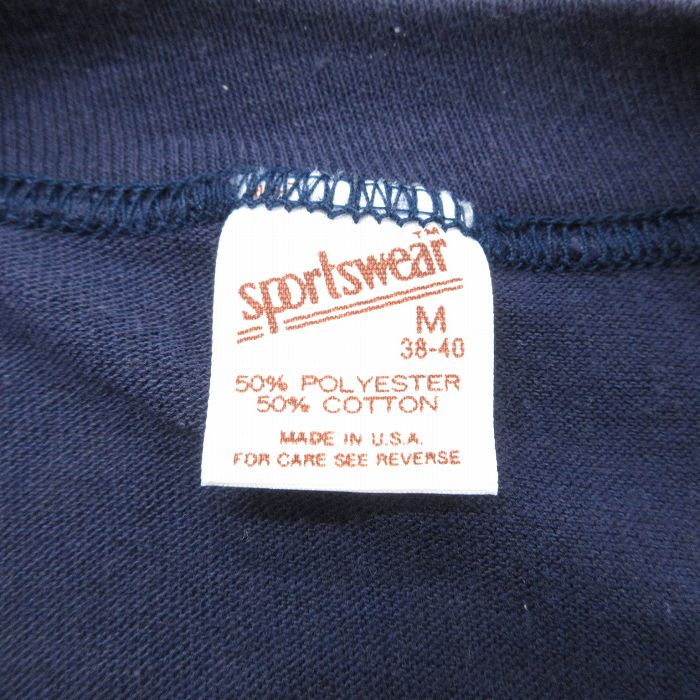 sportswear™
M
38-40
50% POLYESTER
50% COTTON
MADE IN U.S.A.
FOR CARE SEE REVERSE